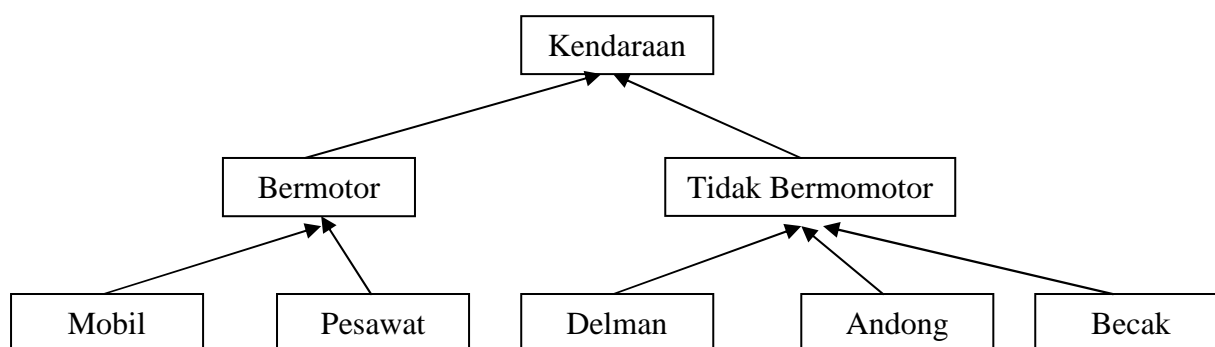 Kendaraan
Bermotor
Tidak Bermomotor
Mobil
Pesawat
Delman
Andong
Becak